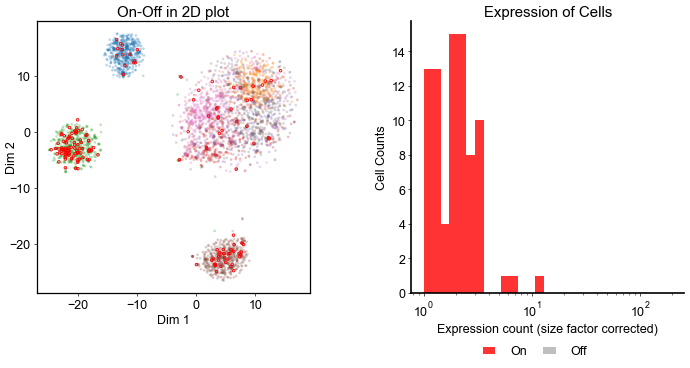 On-Off in 2D plot
Dim 2
10
0
−10
−20
−20
−10
0
10
Dim 1
Expression of Cells
Cell Counts
14
12
10
8
6
4
2
0
10^0
10^1
10^2
Expression count (size factor corrected)
On
Off